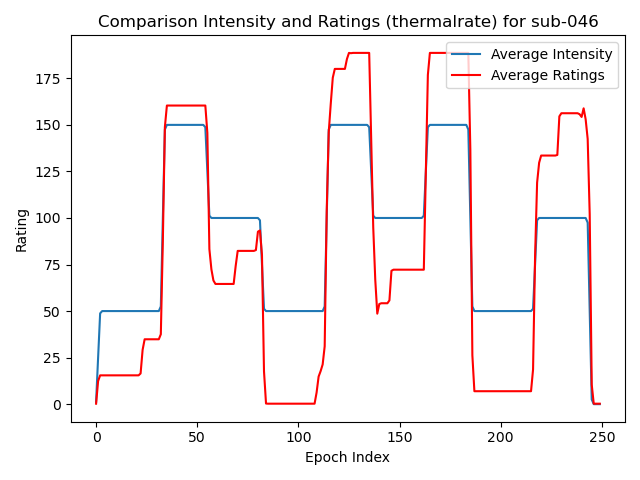 Comparison Intensity and Ratings (thermalrate) for sub-046
Average Intensity
Average Ratings
Rating
175
150
125
100
75
50
25
0
0 50 100 150 200 250
Epoch Index